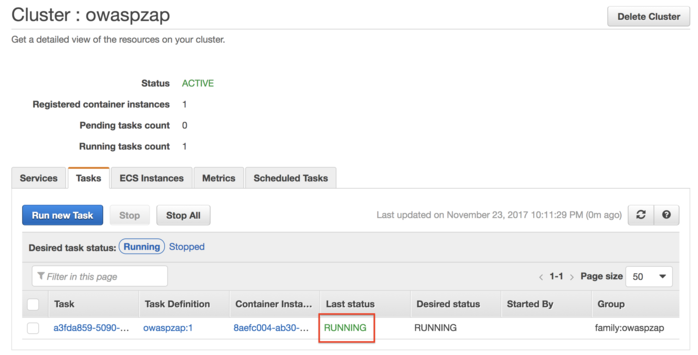 Cluster : owaspzap
Delete Cluster
Get a detailed view of the resources on your cluster.
Status ACTIVE
Registered container instances 1
Pending tasks count 0
Running tasks count 1
Services Tasks ECS Instances Metrics Scheduled Tasks
Run new Task Stop Stop All Last updated on November 23, 2017 10:11:29 PM (0m ago)
Desired task status: Running Stopped
Filter in this page < 1-1 > Page size 50
Task Task Definition Container Insta... Last status Desired status Started By Group
a3fda859-5090-... owaspzap:1 8aefc004-ab30-... RUNNING RUNNING family:owaspzap